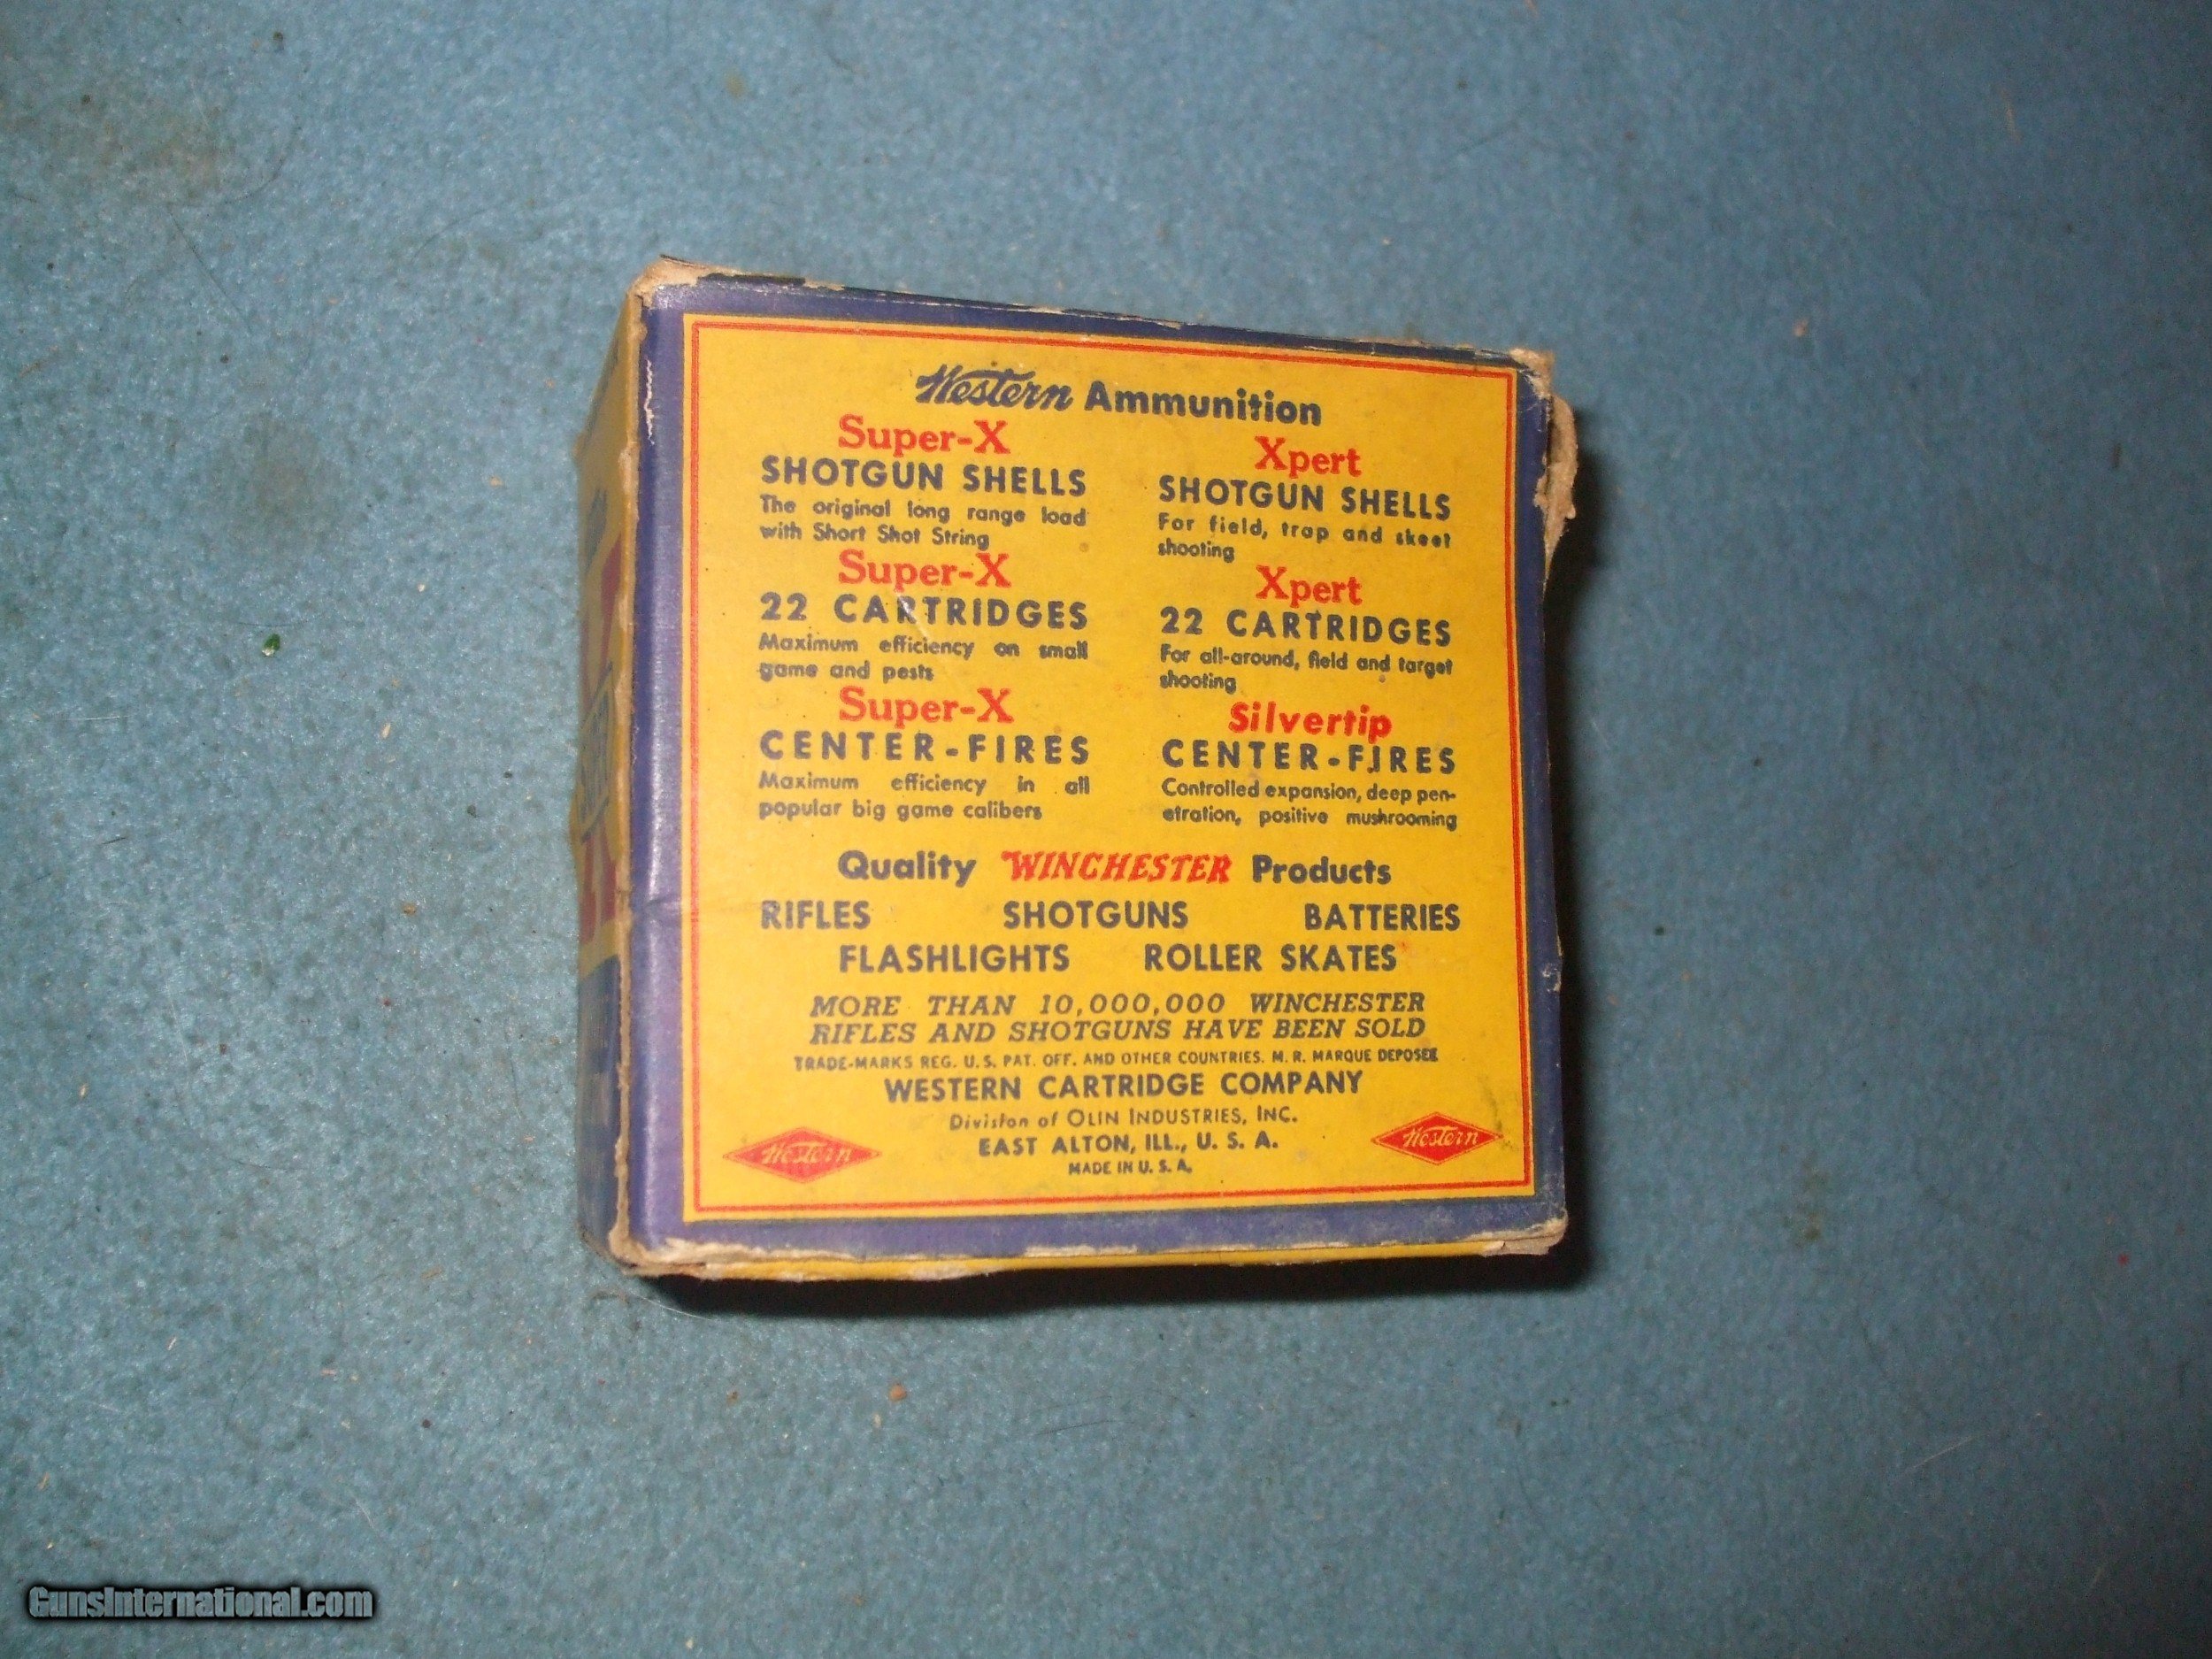 Western Ammunition
Super-X
SHOTGUN SHELLS
The original long range load
with Short Shot String
Super-X
22 CARTRIDGES
Maximum efficiency on small
game and pests
Super-X
CENTER-FIRES
Maximum efficiency in all
popular big game calibers
Xpert
SHOTGUN SHELLS
For field, trap and skeet
shooting
Xpert
22 CARTRIDGES
For all-around, field and target
shooting
Silvertip
CENTER-FIRES
Controlled expansion, deep pen-
etration, positive mushrooming
Quality WINCHESTER Products
RIFLES SHOTGUNS BATTERIES
FLASHLIGHTS ROLLER SKATES
MORE THAN 10,000,000 WINCHESTER
RIFLES AND SHOTGUNS HAVE BEEN SOLD
TRADE-MARKS REG. U.S. PAT. OFF. AND OTHER COUNTRIES. M. R. MARQUE DEPOSEE
WESTERN CARTRIDGE COMPANY
Division of OLIN INDUSTRIES, INC.
EAST ALTON, ILL., U. S. A.
MADE IN U. S. A.
Western
Western
GunsInternational.com